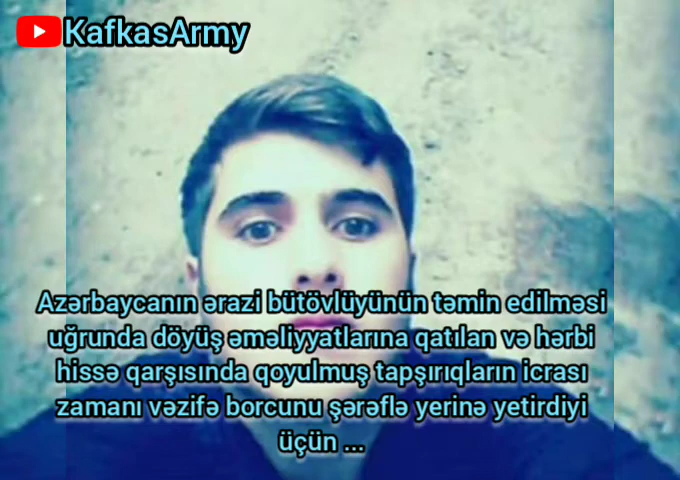 KafkasArmy
Azərbaycanın ərazi bütövlüyünün təmin edilməsi
uğrunda döyüş əməliyyatlarına qatılan və hərbi
hissə qarşısında qoyulmuş tapşırıqların icrası
zamanı vəzifə borcunu şərəflə yerinə yetirdiyi
üçün ...